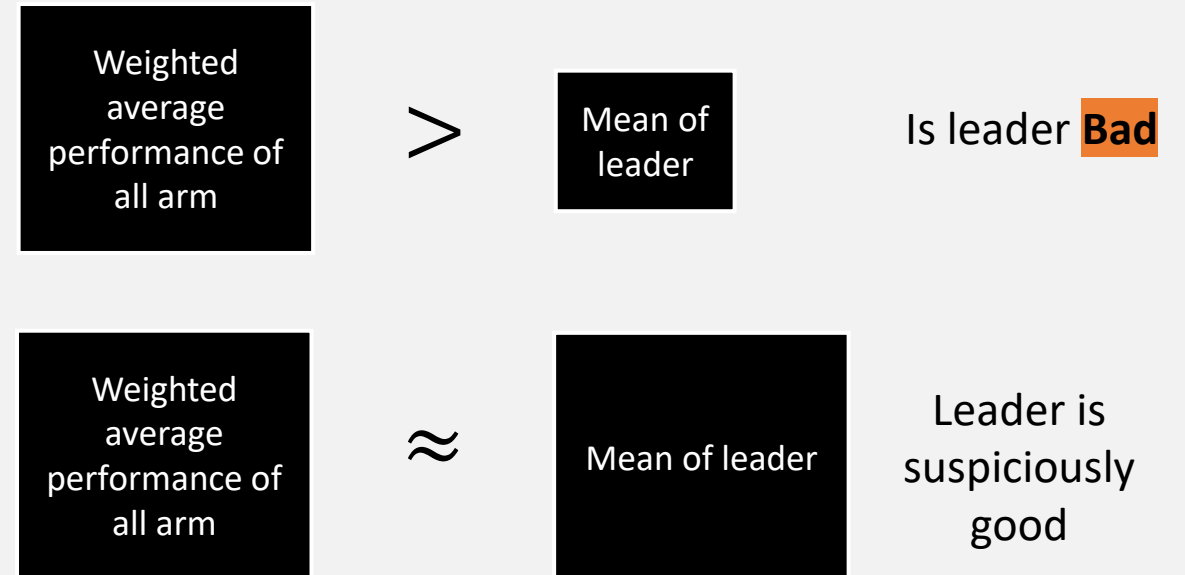 Weighted
average
performance of
all arm
>
Mean of
leader
Is leader Bad
Weighted
average
performance of
all arm
≈
Mean of leader
Leader is
suspiciously
good